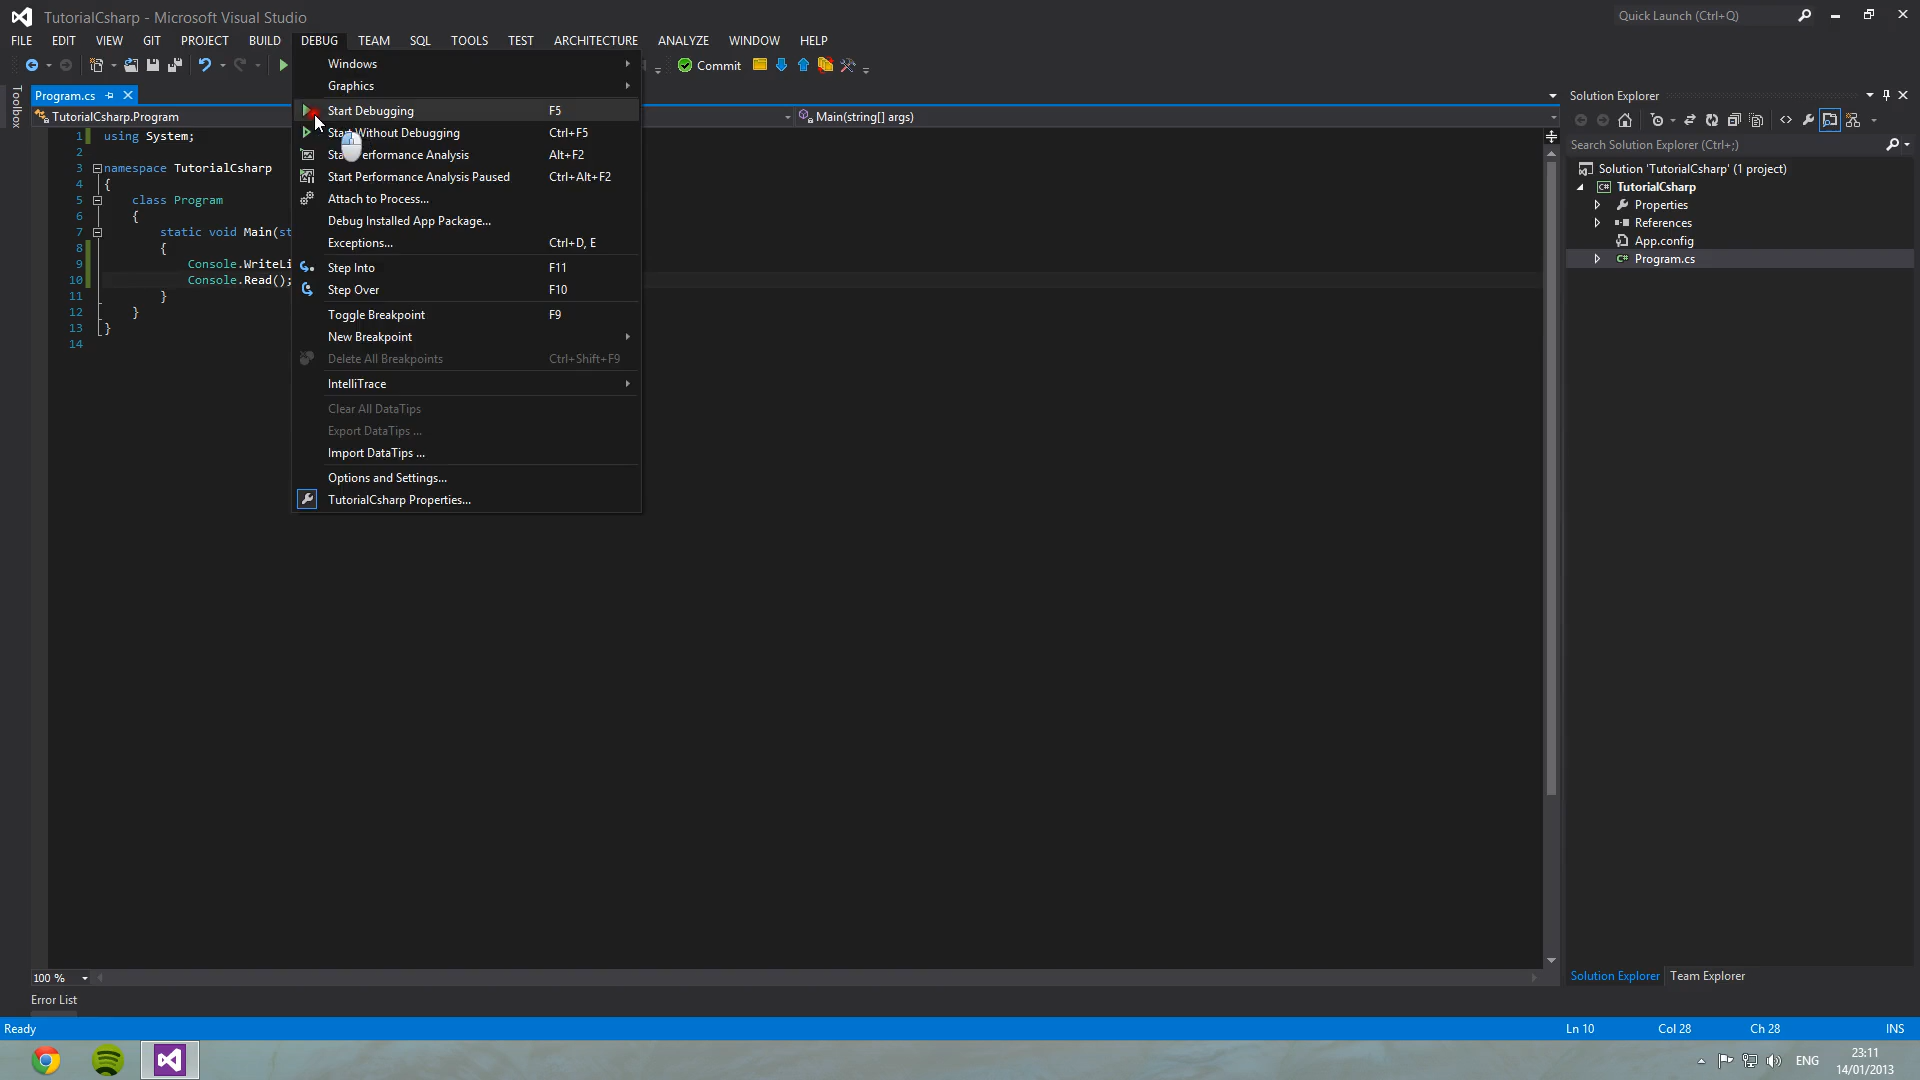 TutorialCsharp - Microsoft Visual Studio
Quick Launch (Ctrl+Q)
FILE EDIT VIEW GIT PROJECT BUILD DEBUG TEAM SQL TOOLS TEST ARCHITECTURE ANALYZE WINDOW HELP
Commit
Toolbox
Program.cs
TutorialCsharp.Program
Main(string[] args)
1 using System;
2
3 namespace TutorialCsharp
4 {
5 class Program
6 {
7 static void Main(st
8 {
9 Console.WriteLi
10 Console.Read();
11 }
12 }
13 }
14
Windows
Graphics
Start Debugging F5
Start Without Debugging Ctrl+F5
Performance Analysis Alt+F2
Start Performance Analysis Paused Ctrl+Alt+F2
Attach to Process...
Debug Installed App Package...
Exceptions... Ctrl+D, E
Step Into F11
Step Over F10
Toggle Breakpoint F9
New Breakpoint
Delete All Breakpoints Ctrl+Shift+F9
IntelliTrace
Clear All DataTips
Export DataTips ...
Import DataTips ...
Options and Settings...
TutorialCsharp Properties...
Solution Explorer
Search Solution Explorer (Ctrl+;)
Solution 'TutorialCsharp' (1 project)
TutorialCsharp
Properties
References
App.config
Program.cs
Solution Explorer Team Explorer
100 %
Error List
Ready Ln 10 Col 28 Ch 28 INS
ENG
23:11
14/01/2013